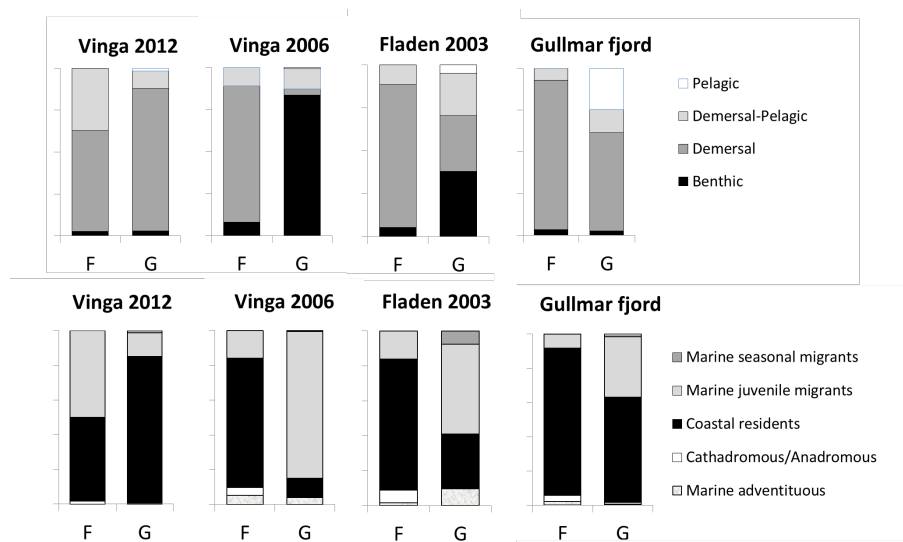 Vinga 2012
Vinga 2006
Fladen 2003
Gullmar fjord
Pelagic
Demersal-Pelagic
Demersal
Benthic
F G
F G
F G
F G
Vinga 2012
Vinga 2006
Fladen 2003
Gullmar fjord
Marine seasonal migrants
Marine juvenile migrants
Coastal residents
Cathadromous/Anadromous
Marine adventituous
F G
F G
F G
F G